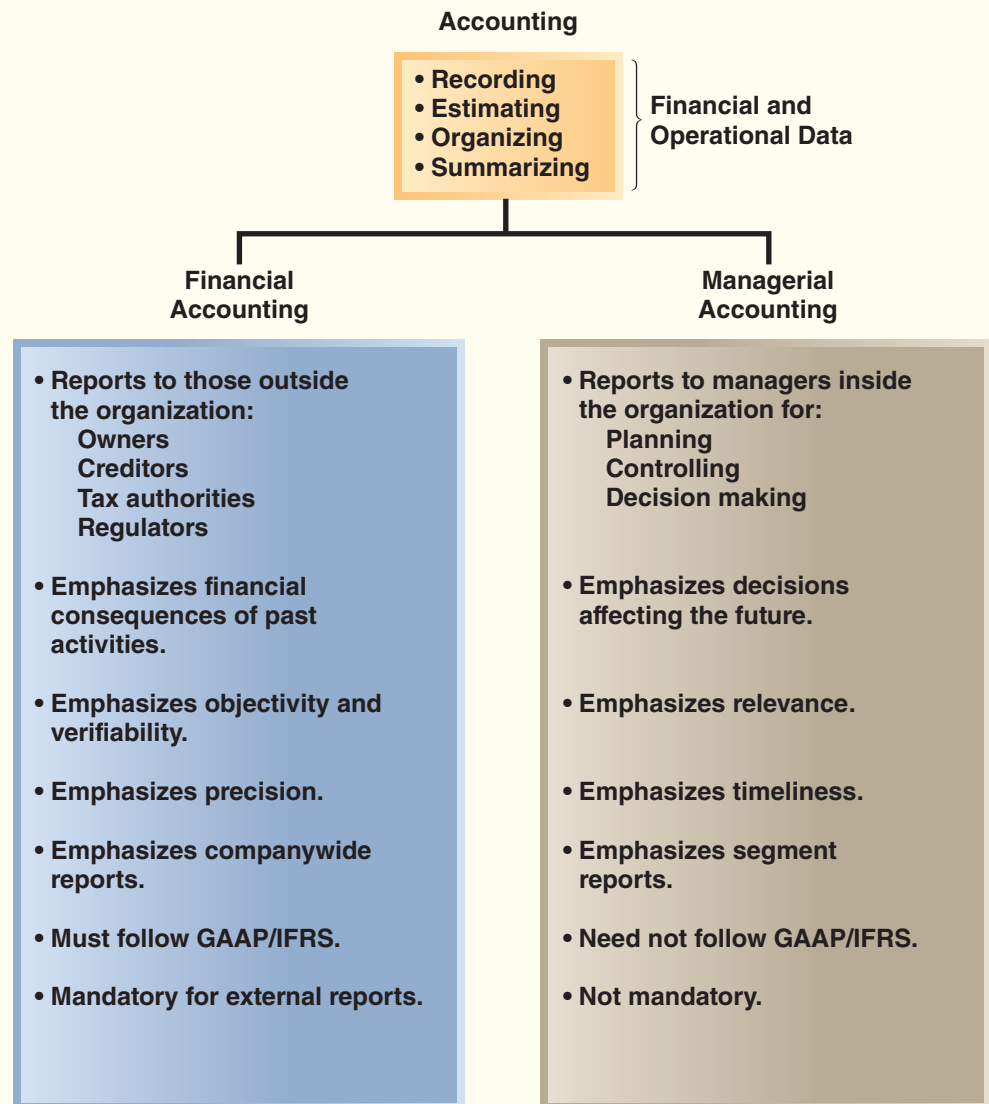 Accounting
• Recording
• Estimating
• Organizing
• Summarizing
Financial and
Operational Data
Financial
Accounting
• Reports to those outside
the organization:
Owners
Creditors
Tax authorities
Regulators
• Emphasizes financial
consequences of past
activities.
• Emphasizes objectivity and
verifiability.
• Emphasizes precision.
• Emphasizes companywide
reports.
• Must follow GAAP/IFRS.
• Mandatory for external reports.
Managerial
Accounting
• Reports to managers inside
the organization for:
Planning
Controlling
Decision making
• Emphasizes decisions
affecting the future.
• Emphasizes relevance.
• Emphasizes timeliness.
• Emphasizes segment
reports.
• Need not follow GAAP/IFRS.
• Not mandatory.